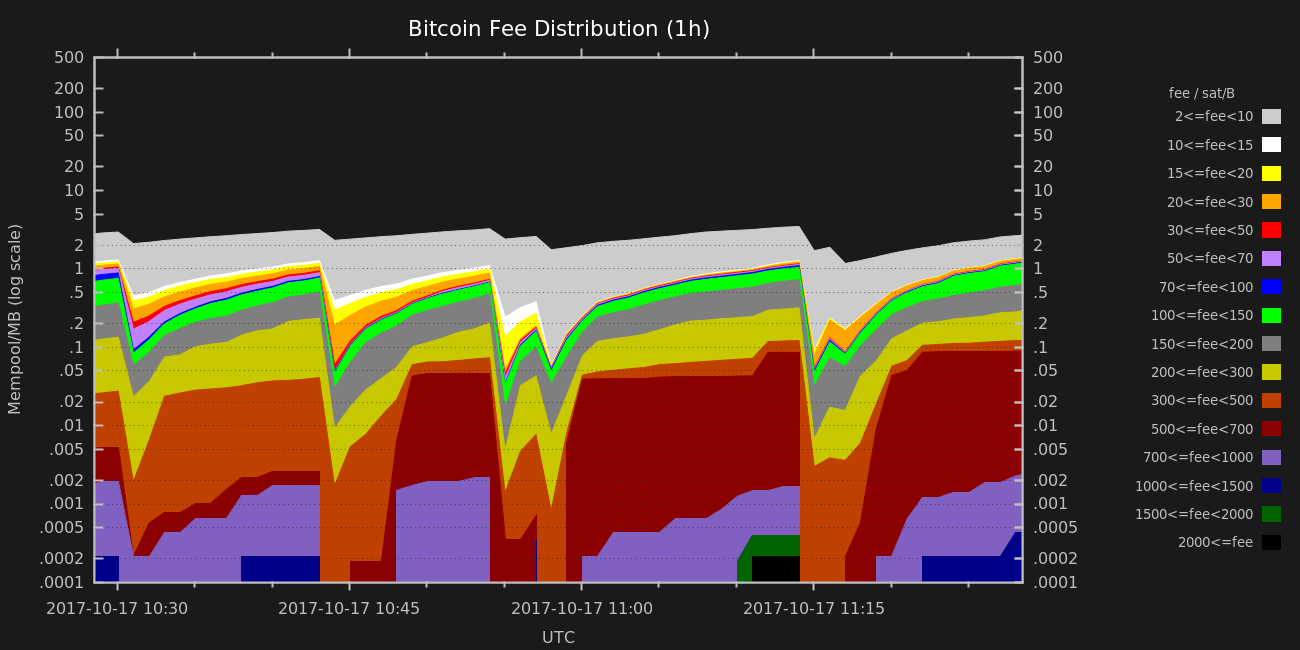 Bitcoin Fee Distribution (1h)
500
200
100
50
20
10
5
2
1
.5
.2
.1
.05
.02
.01
.005
.002
.001
.0005
.0002
.0001
Mempool/MB (log scale)
500
200
100
50
20
10
5
2
1
.5
.2
.1
.05
.02
.01
.005
.002
.001
.0005
.0002
.0001
2017-10-17 10:30
2017-10-17 10:45
2017-10-17 11:00
2017-10-17 11:15
UTC
fee / sat/B
2<=fee<10
10<=fee<15
15<=fee<20
20<=fee<30
30<=fee<50
50<=fee<70
70<=fee<100
100<=fee<150
150<=fee<200
200<=fee<300
300<=fee<500
500<=fee<700
700<=fee<1000
1000<=fee<1500
1500<=fee<2000
2000<=fee